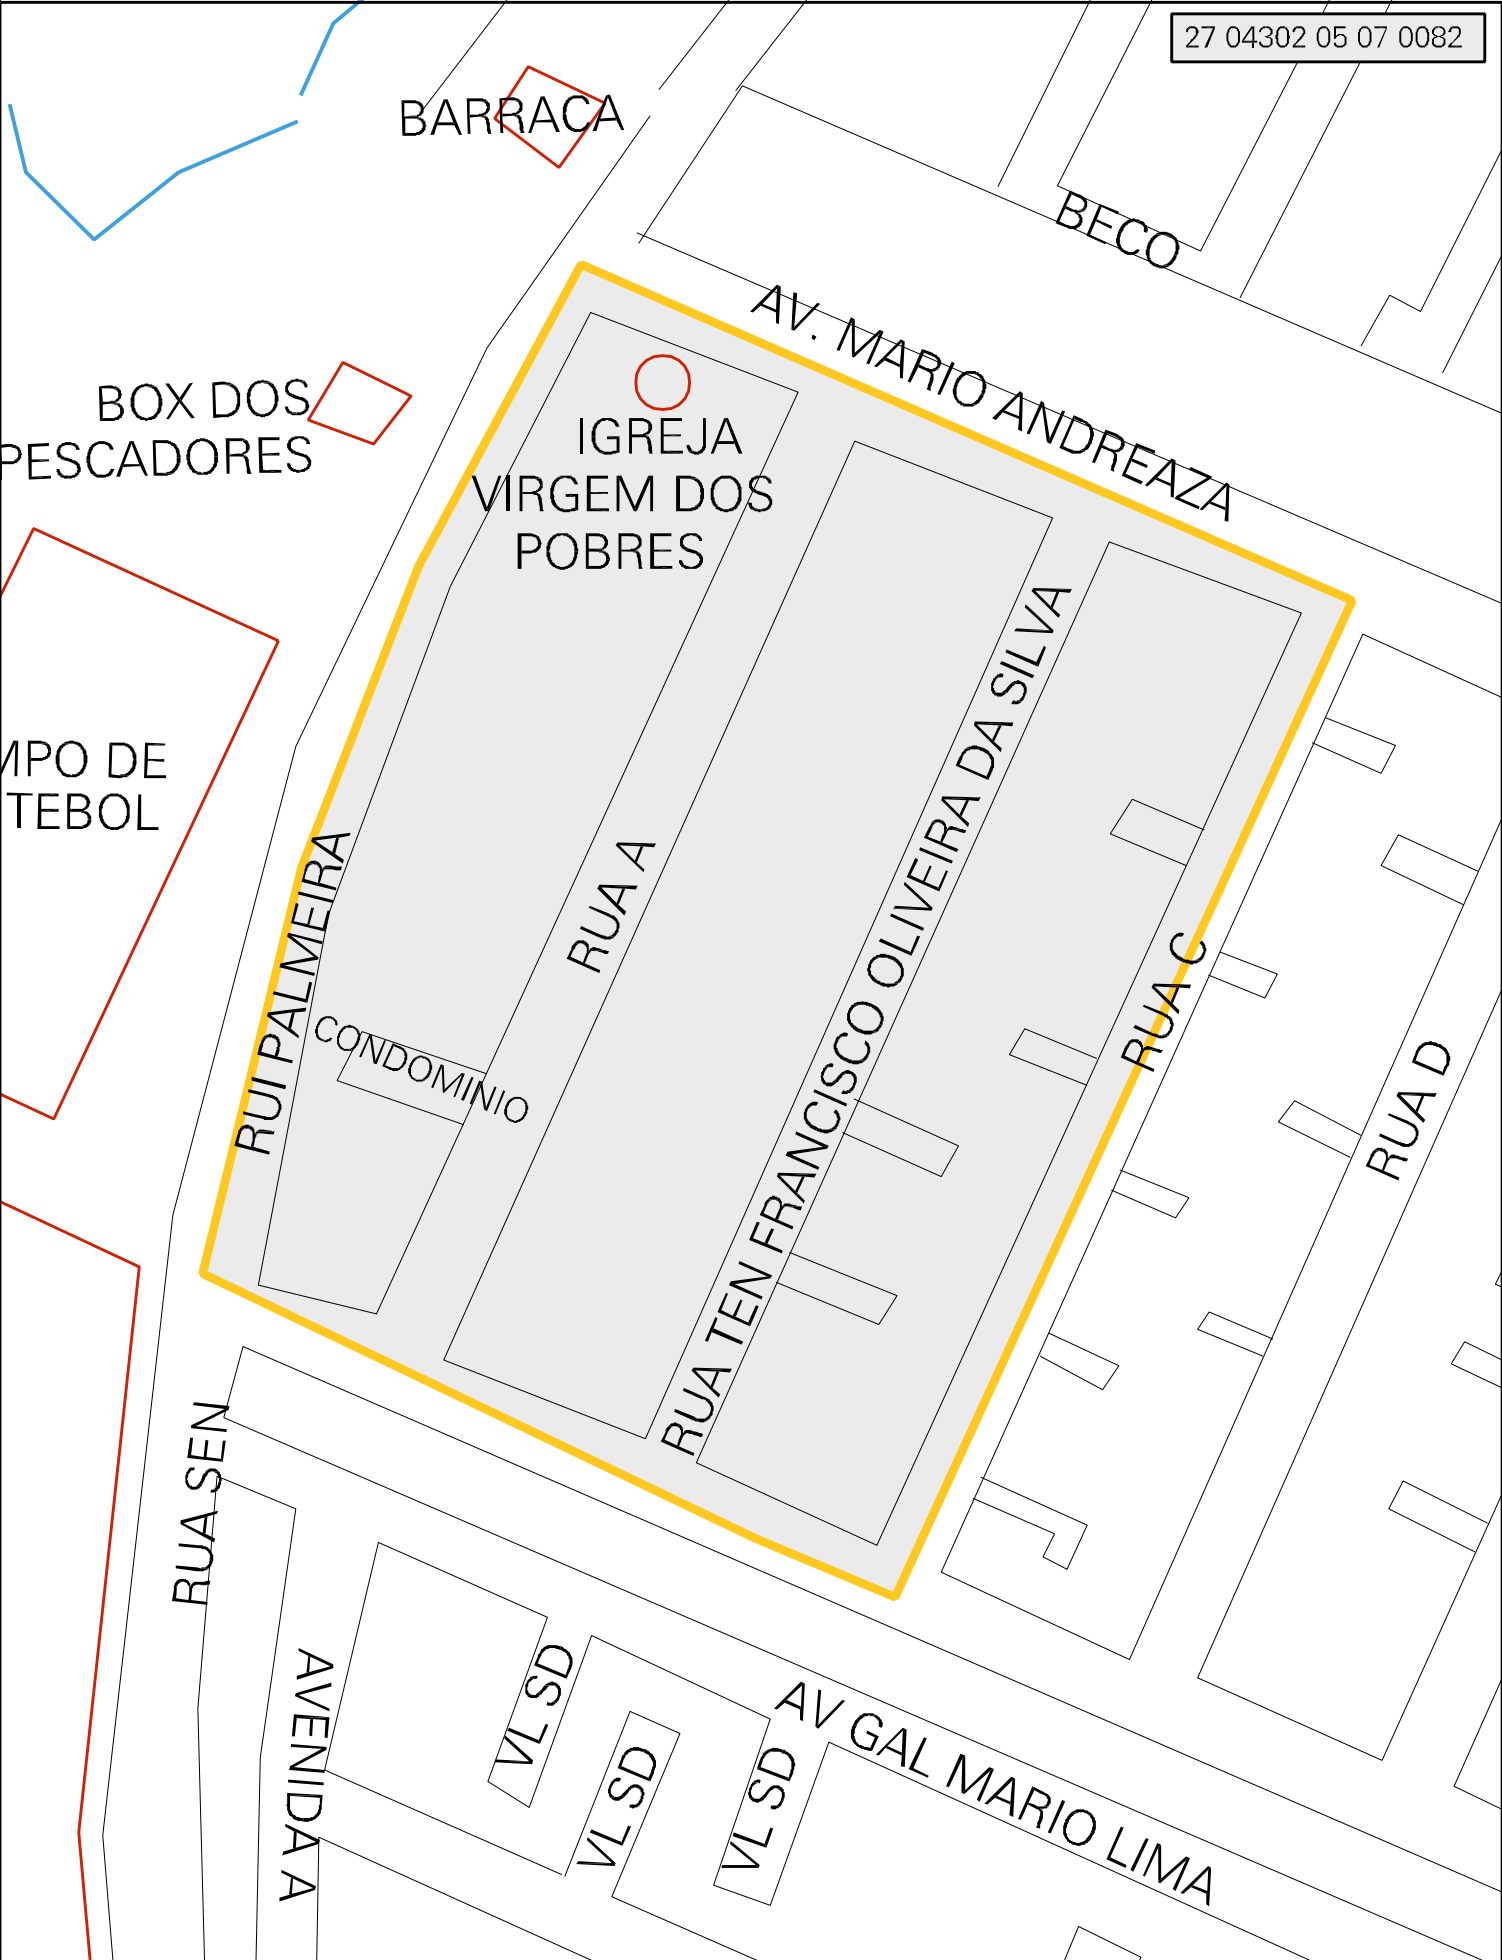 27 04302 05 07 0082
BARRACA
BECO
AV. MARIO ANDREAZA
BOX DOS
PESCADORES
IGREJA
VIRGEM DOS
POBRES
MPO DE
TEBOL
RUI PALMEIRA
RUA A
RUA TEN FRANCISCO OLIVEIRA DA SILVA
RUA C
RUA D
CONDOMINIO
RUA SEN
AVENIDA A
VL SD
VL SD
VL SD
AV GAL MARIO LIMA